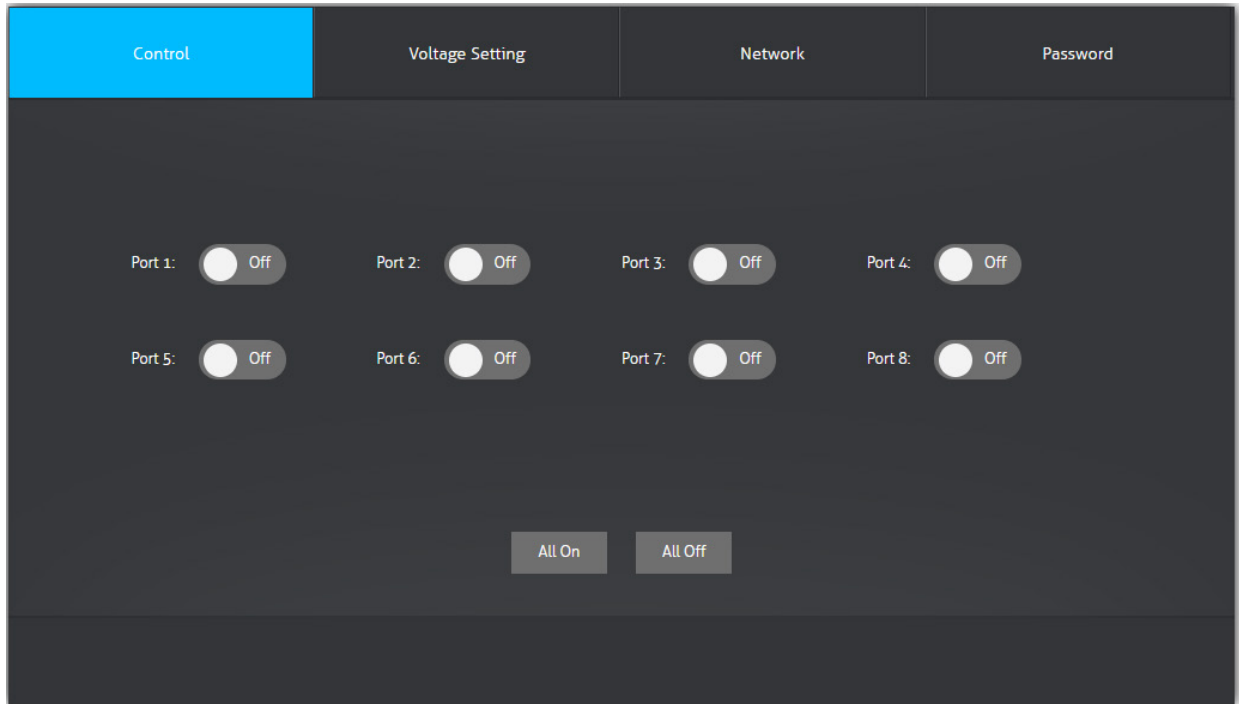 Control Voltage Setting Network Password
Port 1: Off Port 2: Off Port 3: Off Port 4: Off
Port 5: Off Port 6: Off Port 7: Off Port 8: Off
All On All Off